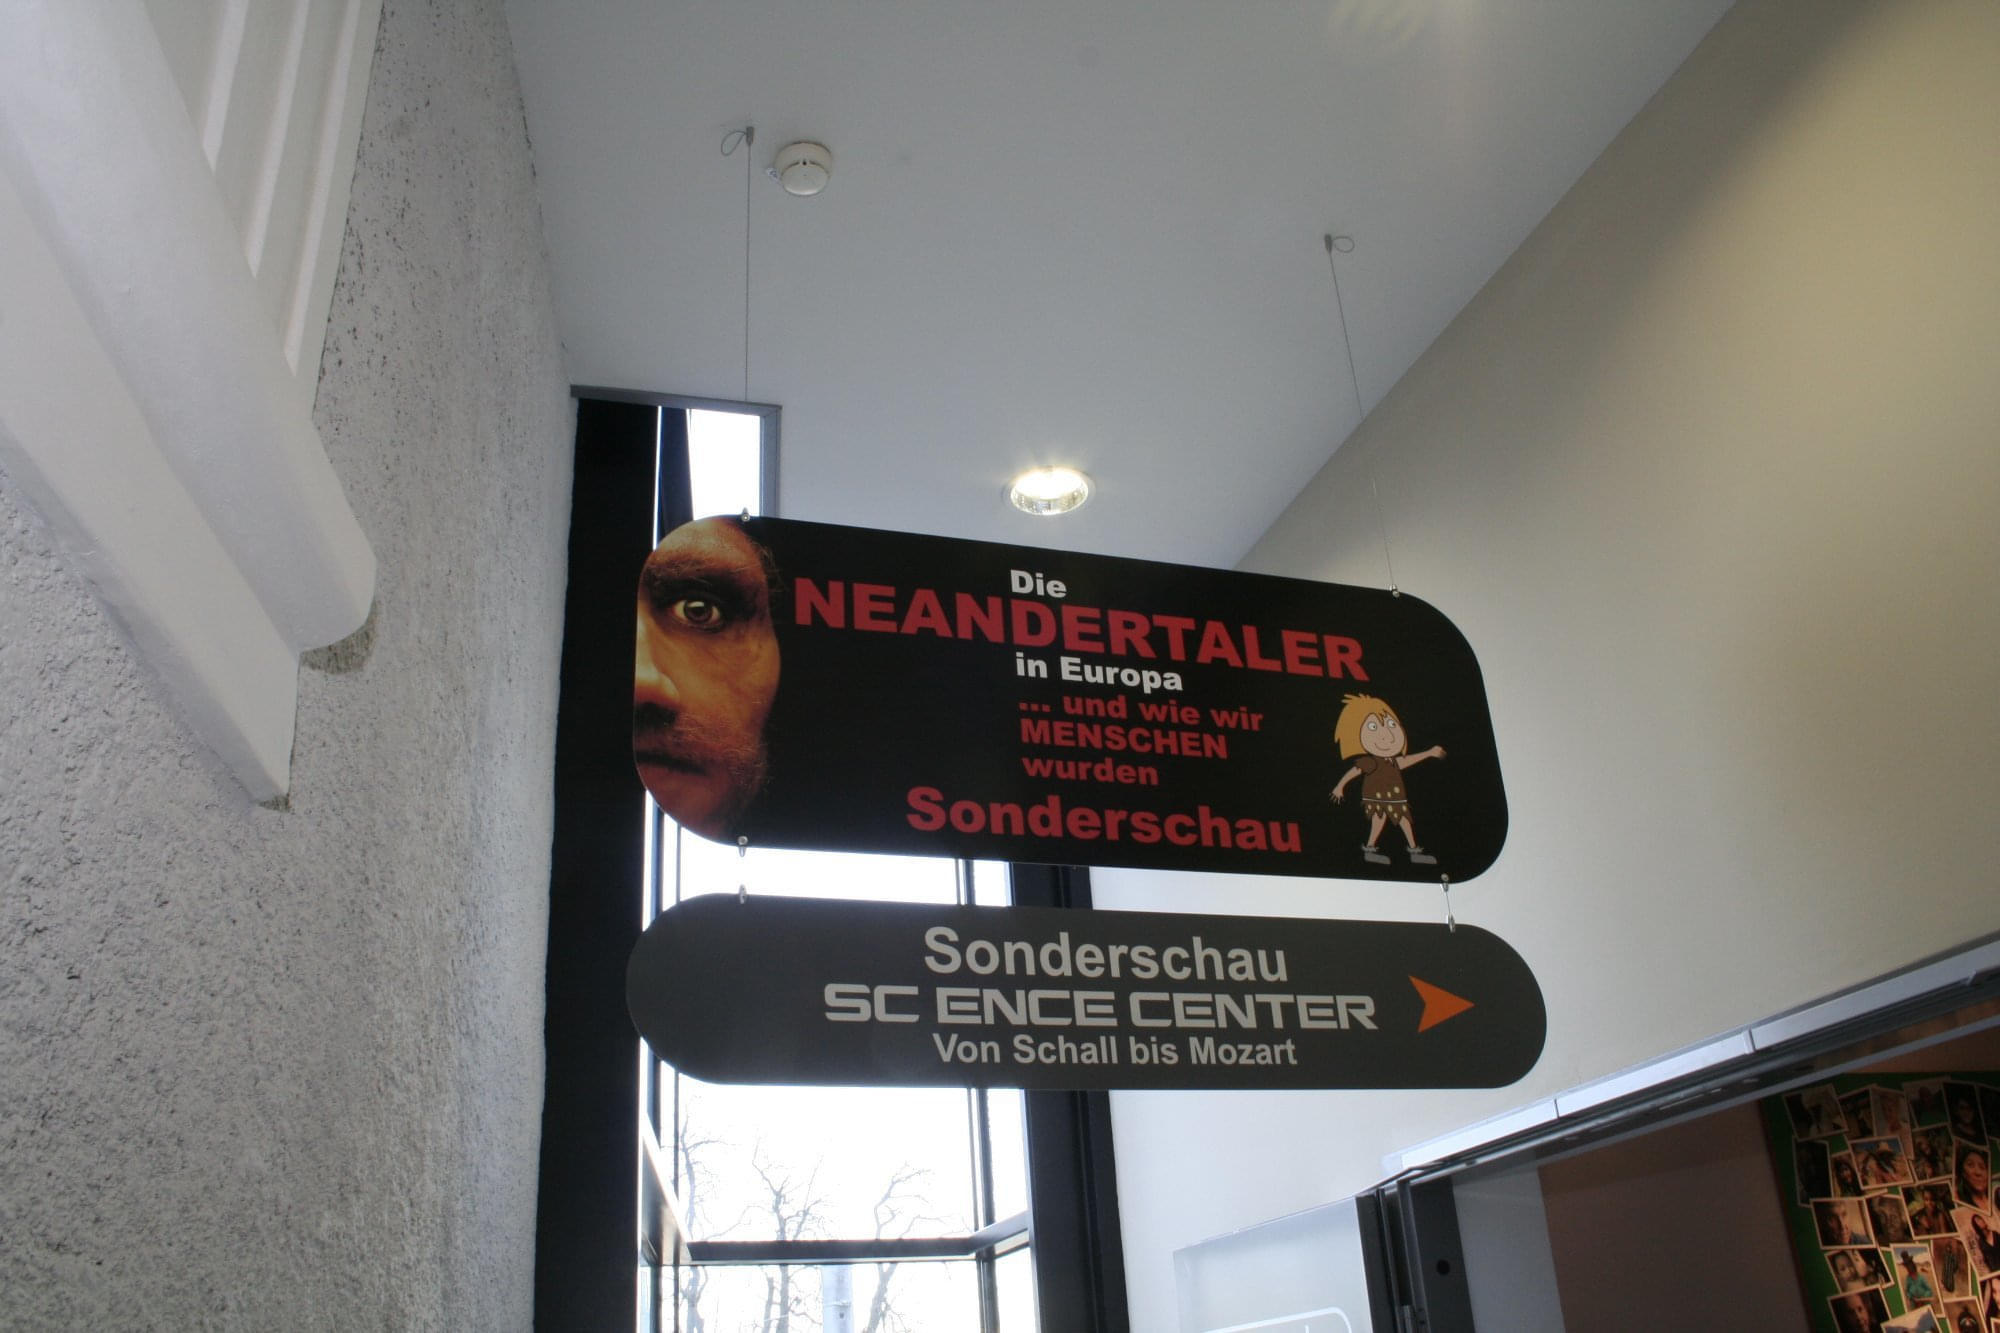 Die
NEANDERTALER
in Europa
... und wie wir
MENSCHEN
wurden
Sonderschau
Sonderschau
SC ENCE CENTER
Von Schall bis Mozart